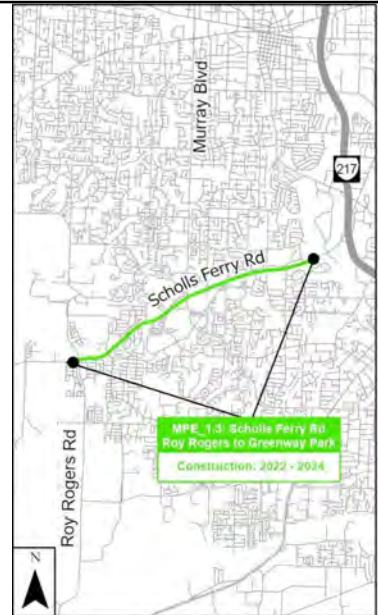 Murray Blvd
217
Scholls Ferry Rd
MPE_1.3: Scholls Ferry Rd
Roy Rogers to Greenway Park
Construction: 2022 - 2024
Roy Rogers Rd
N